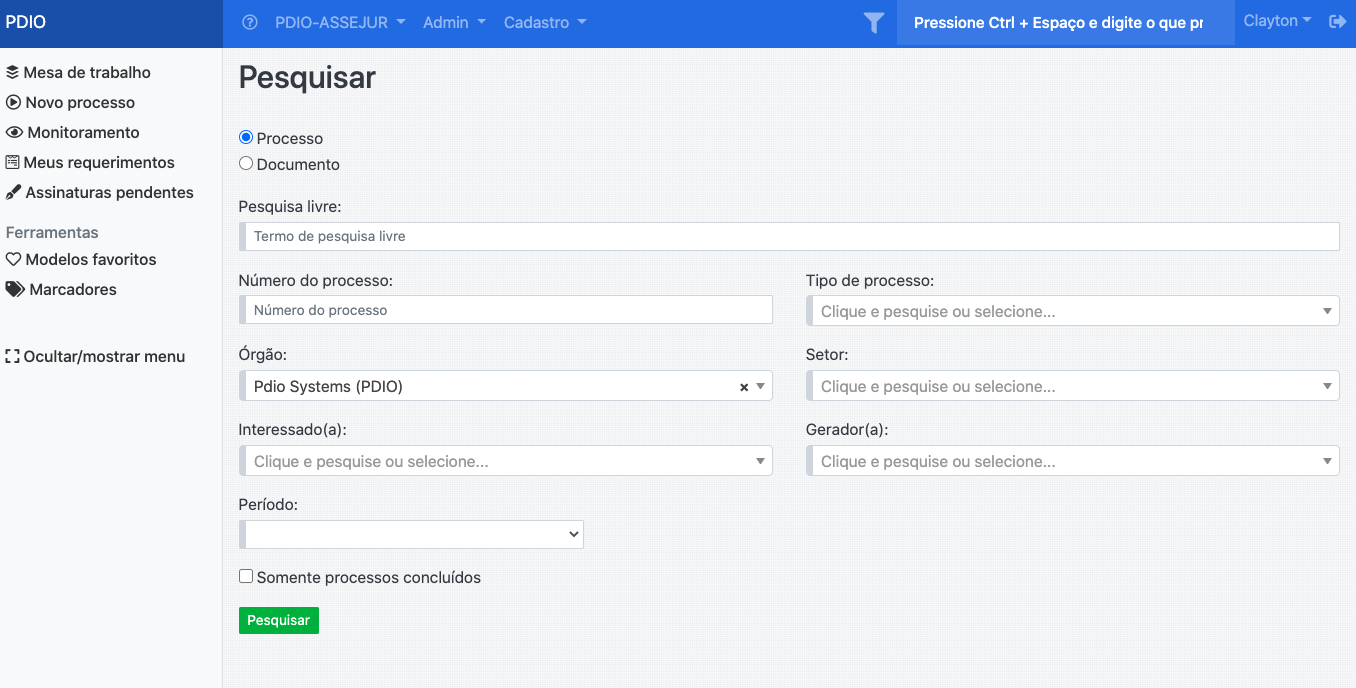 PDIO
PDIO-ASSEJUR Admin Cadastro
Pressione Ctrl + Espaço e digite o que pr
Clayton
Mesa de trabalho
Novo processo
Monitoramento
Meus requerimentos
Assinaturas pendentes
Ferramentas
Modelos favoritos
Marcadores
Ocultar/mostrar menu
Pesquisar
Processo
Documento
Pesquisa livre:
Termo de pesquisa livre
Número do processo:
Número do processo
Tipo de processo:
Clique e pesquise ou selecione...
Órgão:
Pdio Systems (PDIO)
Setor:
Clique e pesquise ou selecione...
Interessado(a):
Clique e pesquise ou selecione...
Gerador(a):
Clique e pesquise ou selecione...
Período:
Somente processos concluídos
Pesquisar